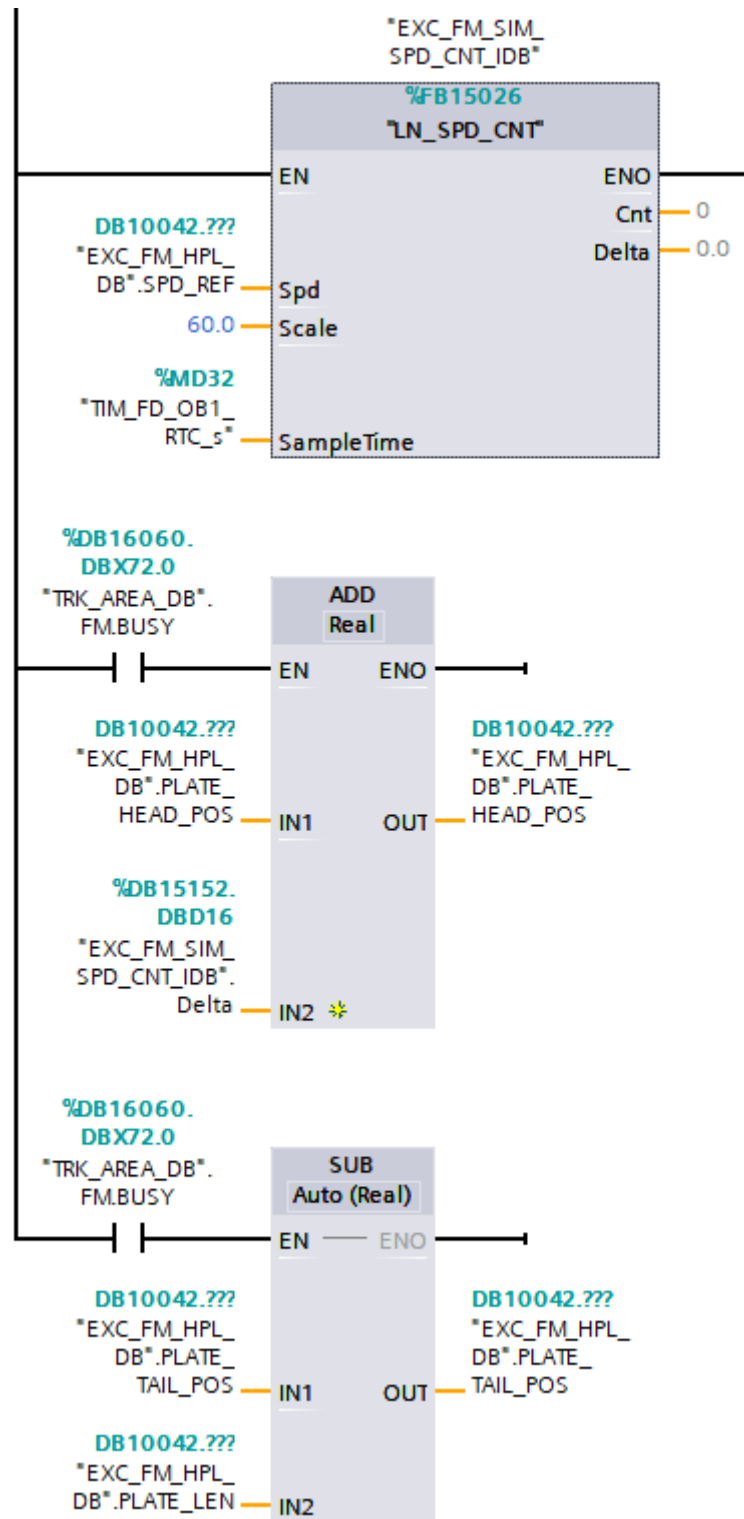 "EXC_FM_SIM_
SPD_CNT_IDB"
%FB15026
"LN_SPD_CNT"
EN ENO
Cnt 0
Delta 0.0
DB10042.???
"EXC_FM_HPL_
DB".SPD_REF Spd
60.0 Scale
%MD32
"TIM_FD_OB1_
RTC_s" SampleTime
%DB16060.
DBX72.0
"TRK_AREA_DB".
FM.BUSY
ADD
Real
EN ENO
DB10042.???
"EXC_FM_HPL_
DB".PLATE_
HEAD_POS IN1
OUT
DB10042.???
"EXC_FM_HPL_
DB".PLATE_
HEAD_POS
%DB15152.
DBD16
"EXC_FM_SIM_
SPD_CNT_IDB".
Delta IN2
%DB16060.
DBX72.0
"TRK_AREA_DB".
FM.BUSY
SUB
Auto (Real)
EN ENO
DB10042.???
"EXC_FM_HPL_
DB".PLATE_
TAIL_POS IN1
OUT
DB10042.???
"EXC_FM_HPL_
DB".PLATE_
TAIL_POS
DB10042.???
"EXC_FM_HPL_
DB".PLATE_LEN IN2